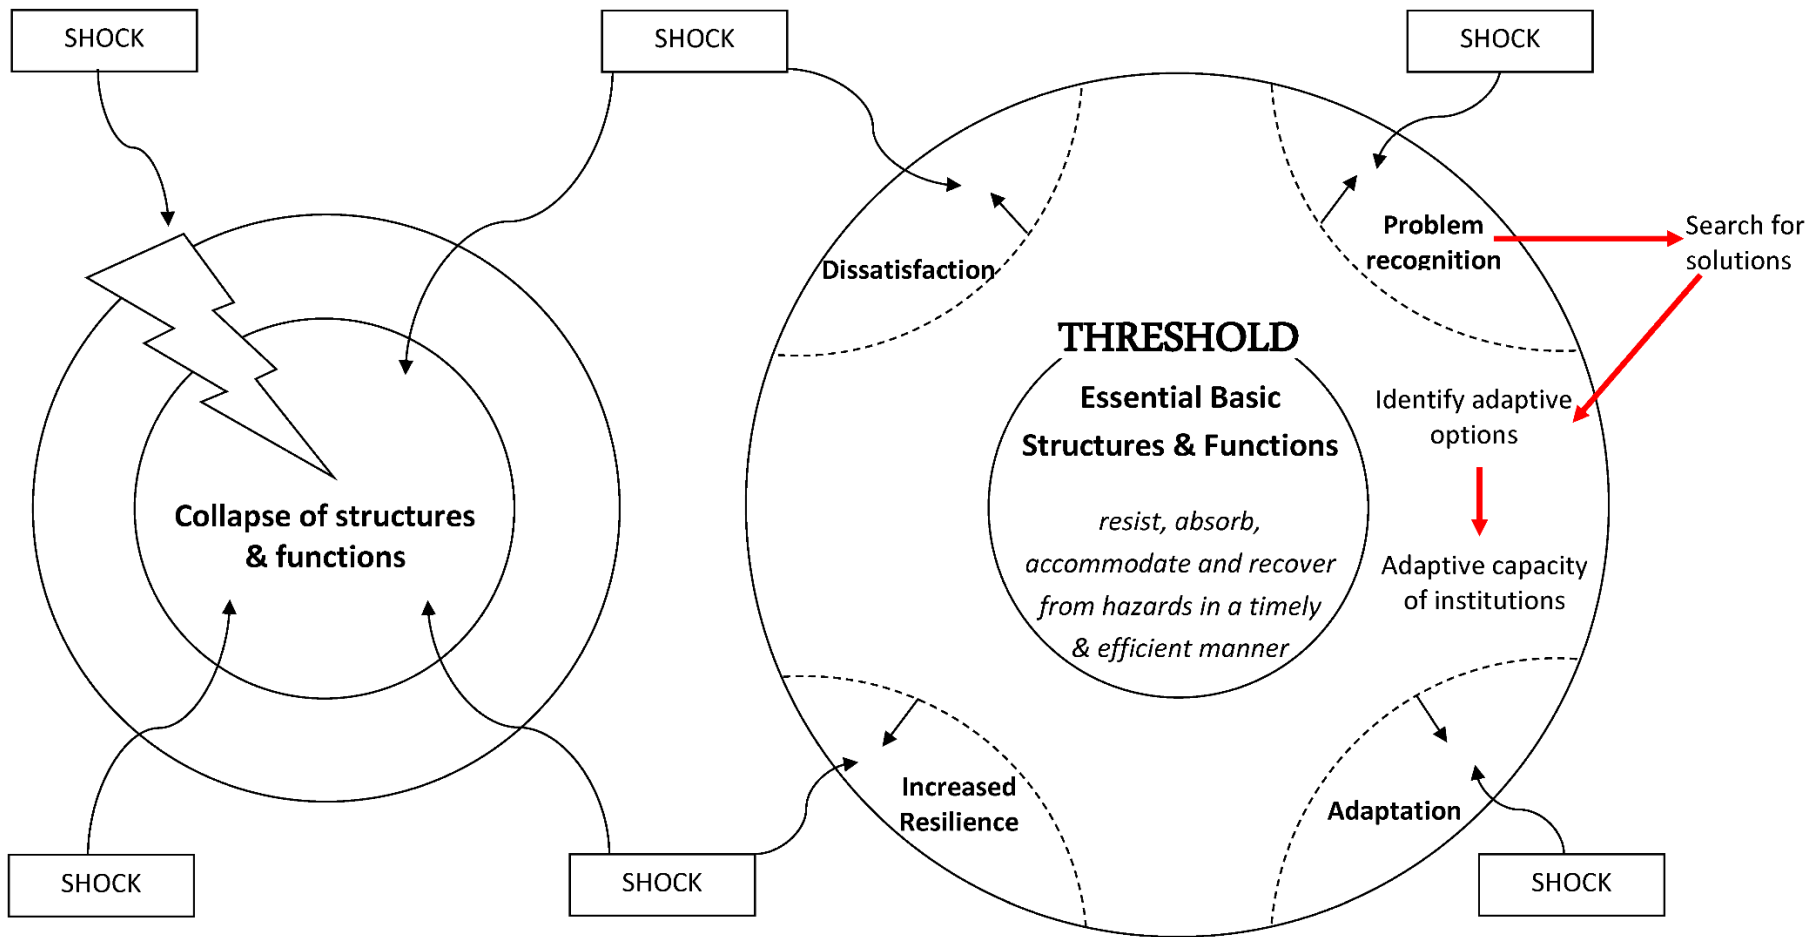 SHOCK
SHOCK
SHOCK
Dissatisfaction
Problem
recognition
Search for
solutions
THRESHOLD
Essential Basic
Structures & Functions
resist, absorb,
accommodate and recover
from hazards in a timely
& efficient manner
Identify adaptive
options
Adaptive capacity
of institutions
Collapse of structures
& functions
Increased
Resilience
Adaptation
SHOCK
SHOCK
SHOCK